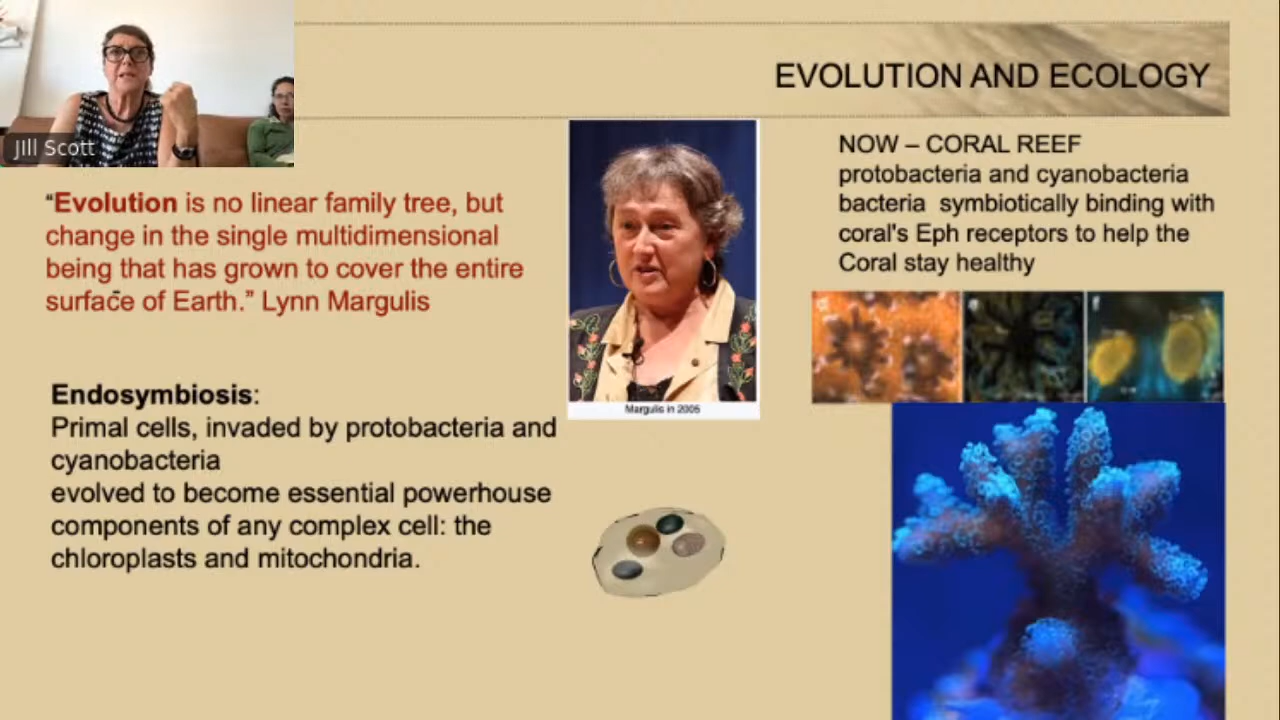 JIll Scott
EVOLUTION AND ECOLOGY
“Evolution is no linear family tree, but
change in the single multidimensional
being that has grown to cover the entire
surface of Earth.” Lynn Margulis
Endosymbiosis:
Primal cells, invaded by protobacteria and
cyanobacteria
evolved to become essential powerhouse
components of any complex cell: the
chloroplasts and mitochondria.
Margulis in 2005
NOW – CORAL REEF
protobacteria and cyanobacteria
bacteria symbiotically binding with
coral's Eph receptors to help the
Coral stay healthy